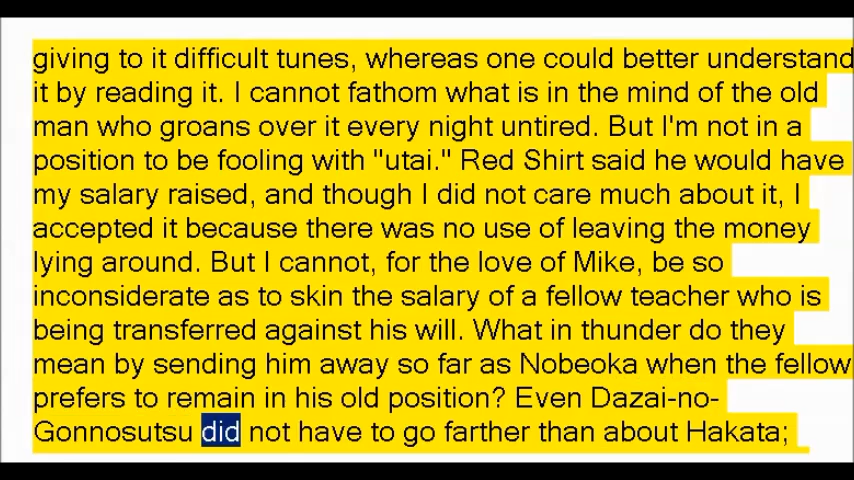 giving to it difficult tunes, whereas one could better understand
it by reading it. I cannot fathom what is in the mind of the old
man who groans over it every night untired. But I'm not in a
position to be fooling with "utai." Red Shirt said he would have
my salary raised, and though I did not care much about it, I
accepted it because there was no use of leaving the money
lying around. But I cannot, for the love of Mike, be so
inconsiderate as to skin the salary of a fellow teacher who is
being transferred against his will. What in thunder do they
mean by sending him away so far as Nobeoka when the fellow
prefers to remain in his old position? Even Dazai-no-
Gonnosutsu did not have to go farther than about Hakata;